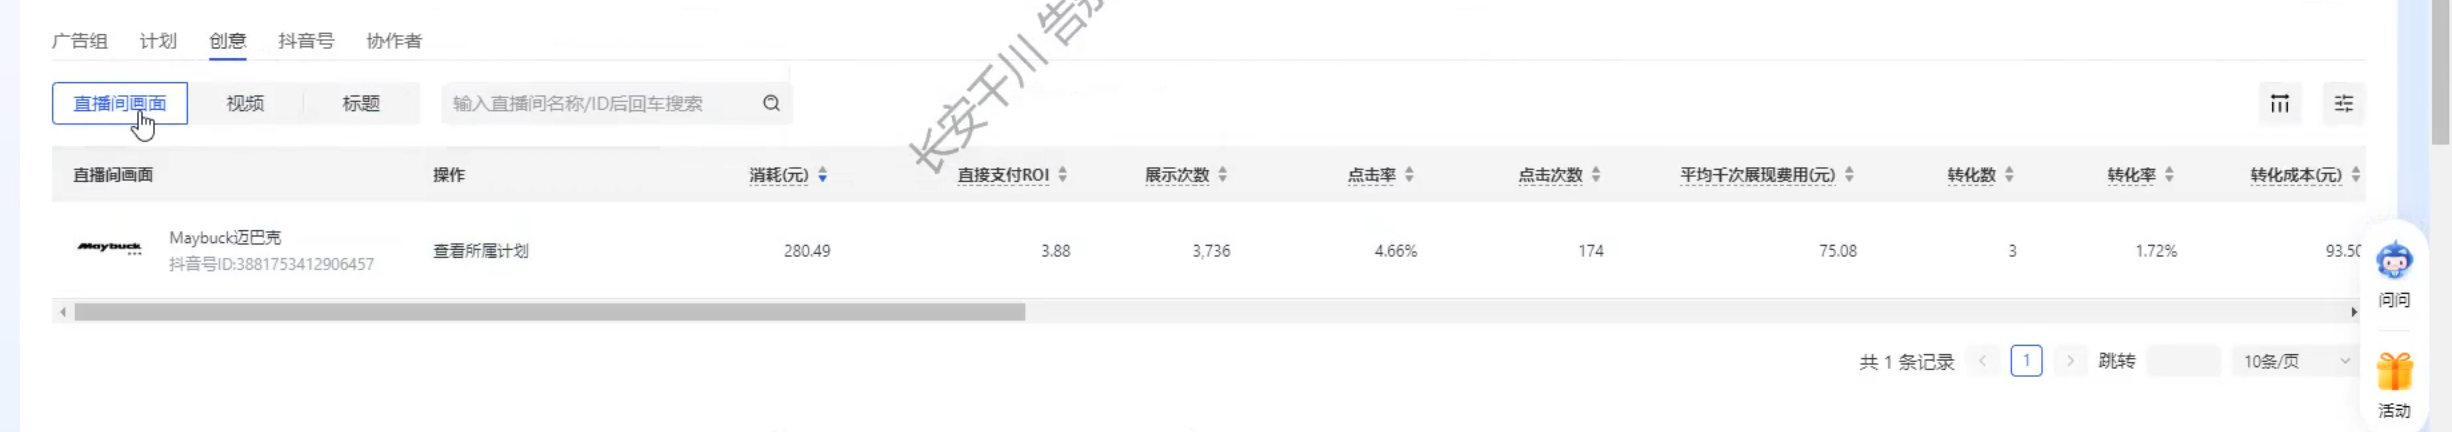 广告组 计划 创意 抖音号 协作者
直播间画面 视频 标题 输入直播间名称/ID后回车搜索
长安千川 告别
直播间画面 操作 消耗(元) 直接支付ROI 展示次数 点击率 点击次数 平均千次展现费用(元) 转化数 转化率 转化成本(元)
Maybuck Maybuck迈巴克 查看所属计划 280.49 3.88 3,736 4.66% 174 75.08 3 1.72% 93.50
抖音号ID:3881753412906457
问问
共 1 条记录 1 跳转 10条/页
活动